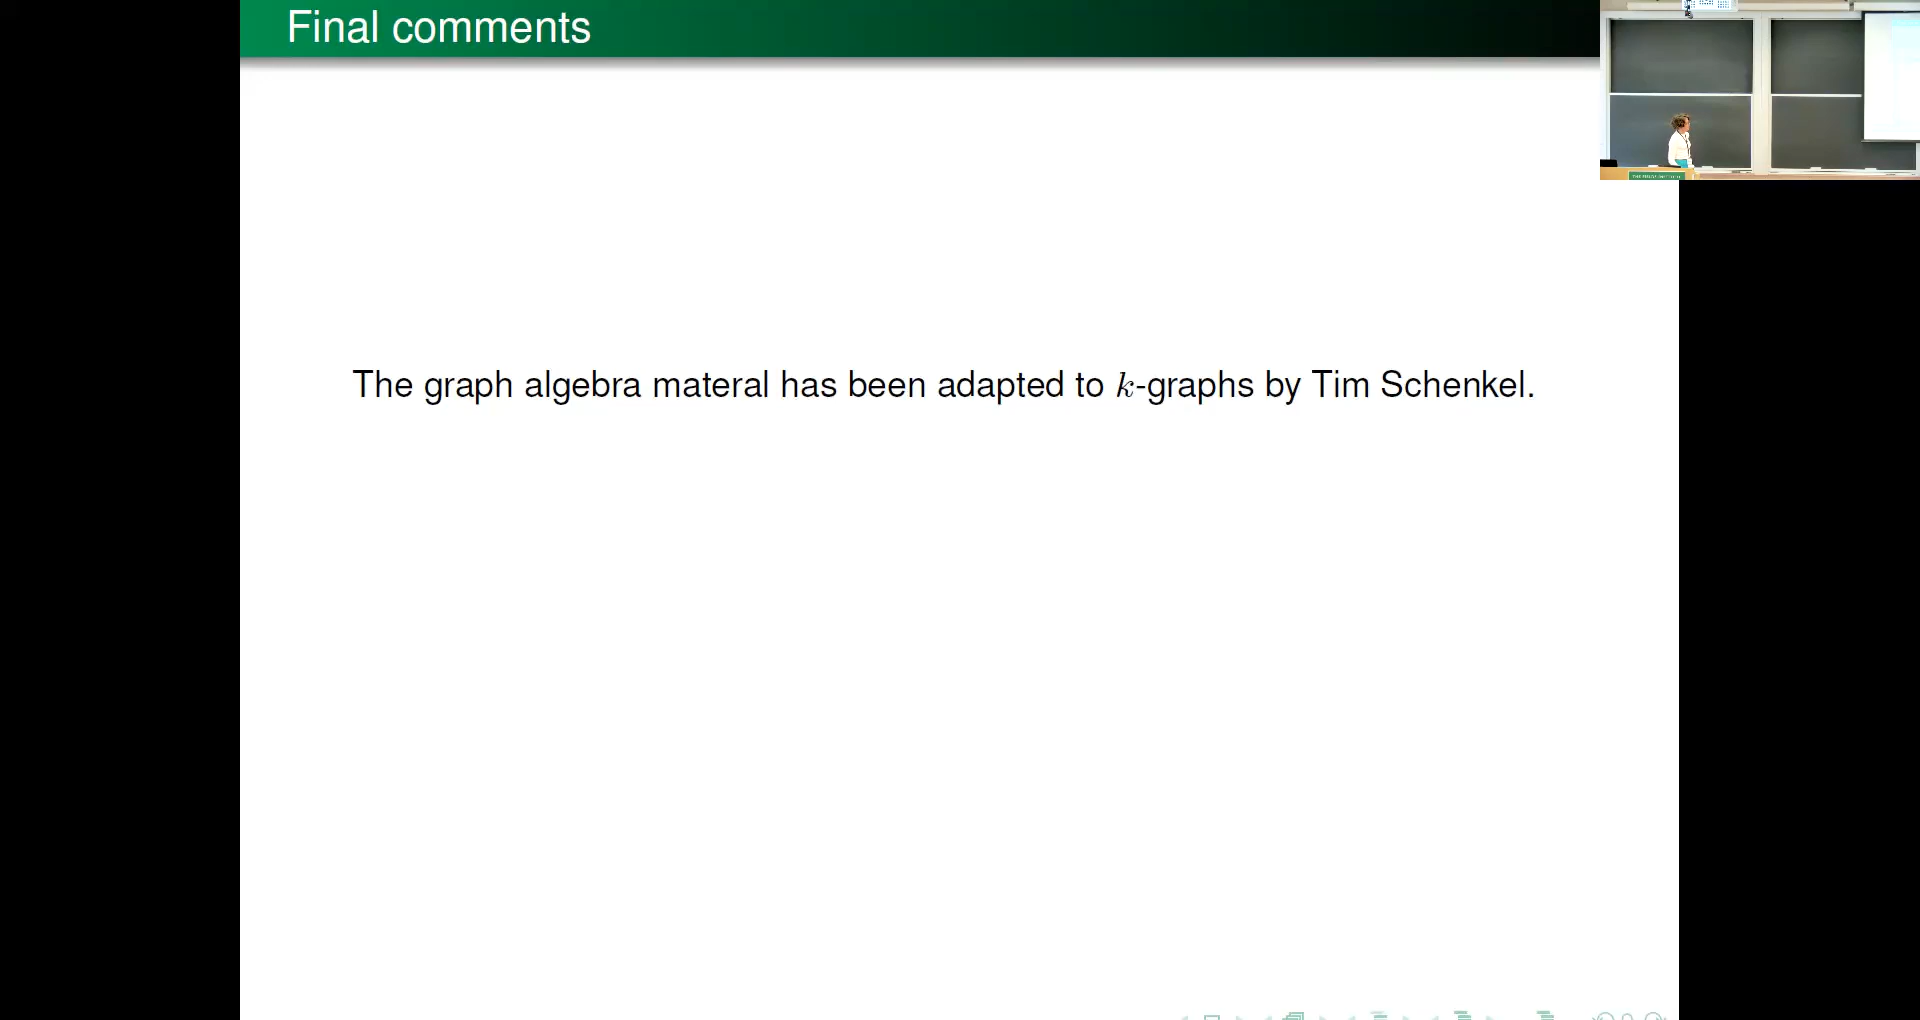 Final comments
The graph algebra materal has been adapted to k-graphs by Tim Schenkel.